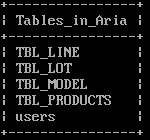 Tables_in_Aria
TBL_LINE
TBL_LOT
TBL_MODEL
TBL_PRODUCTS
users